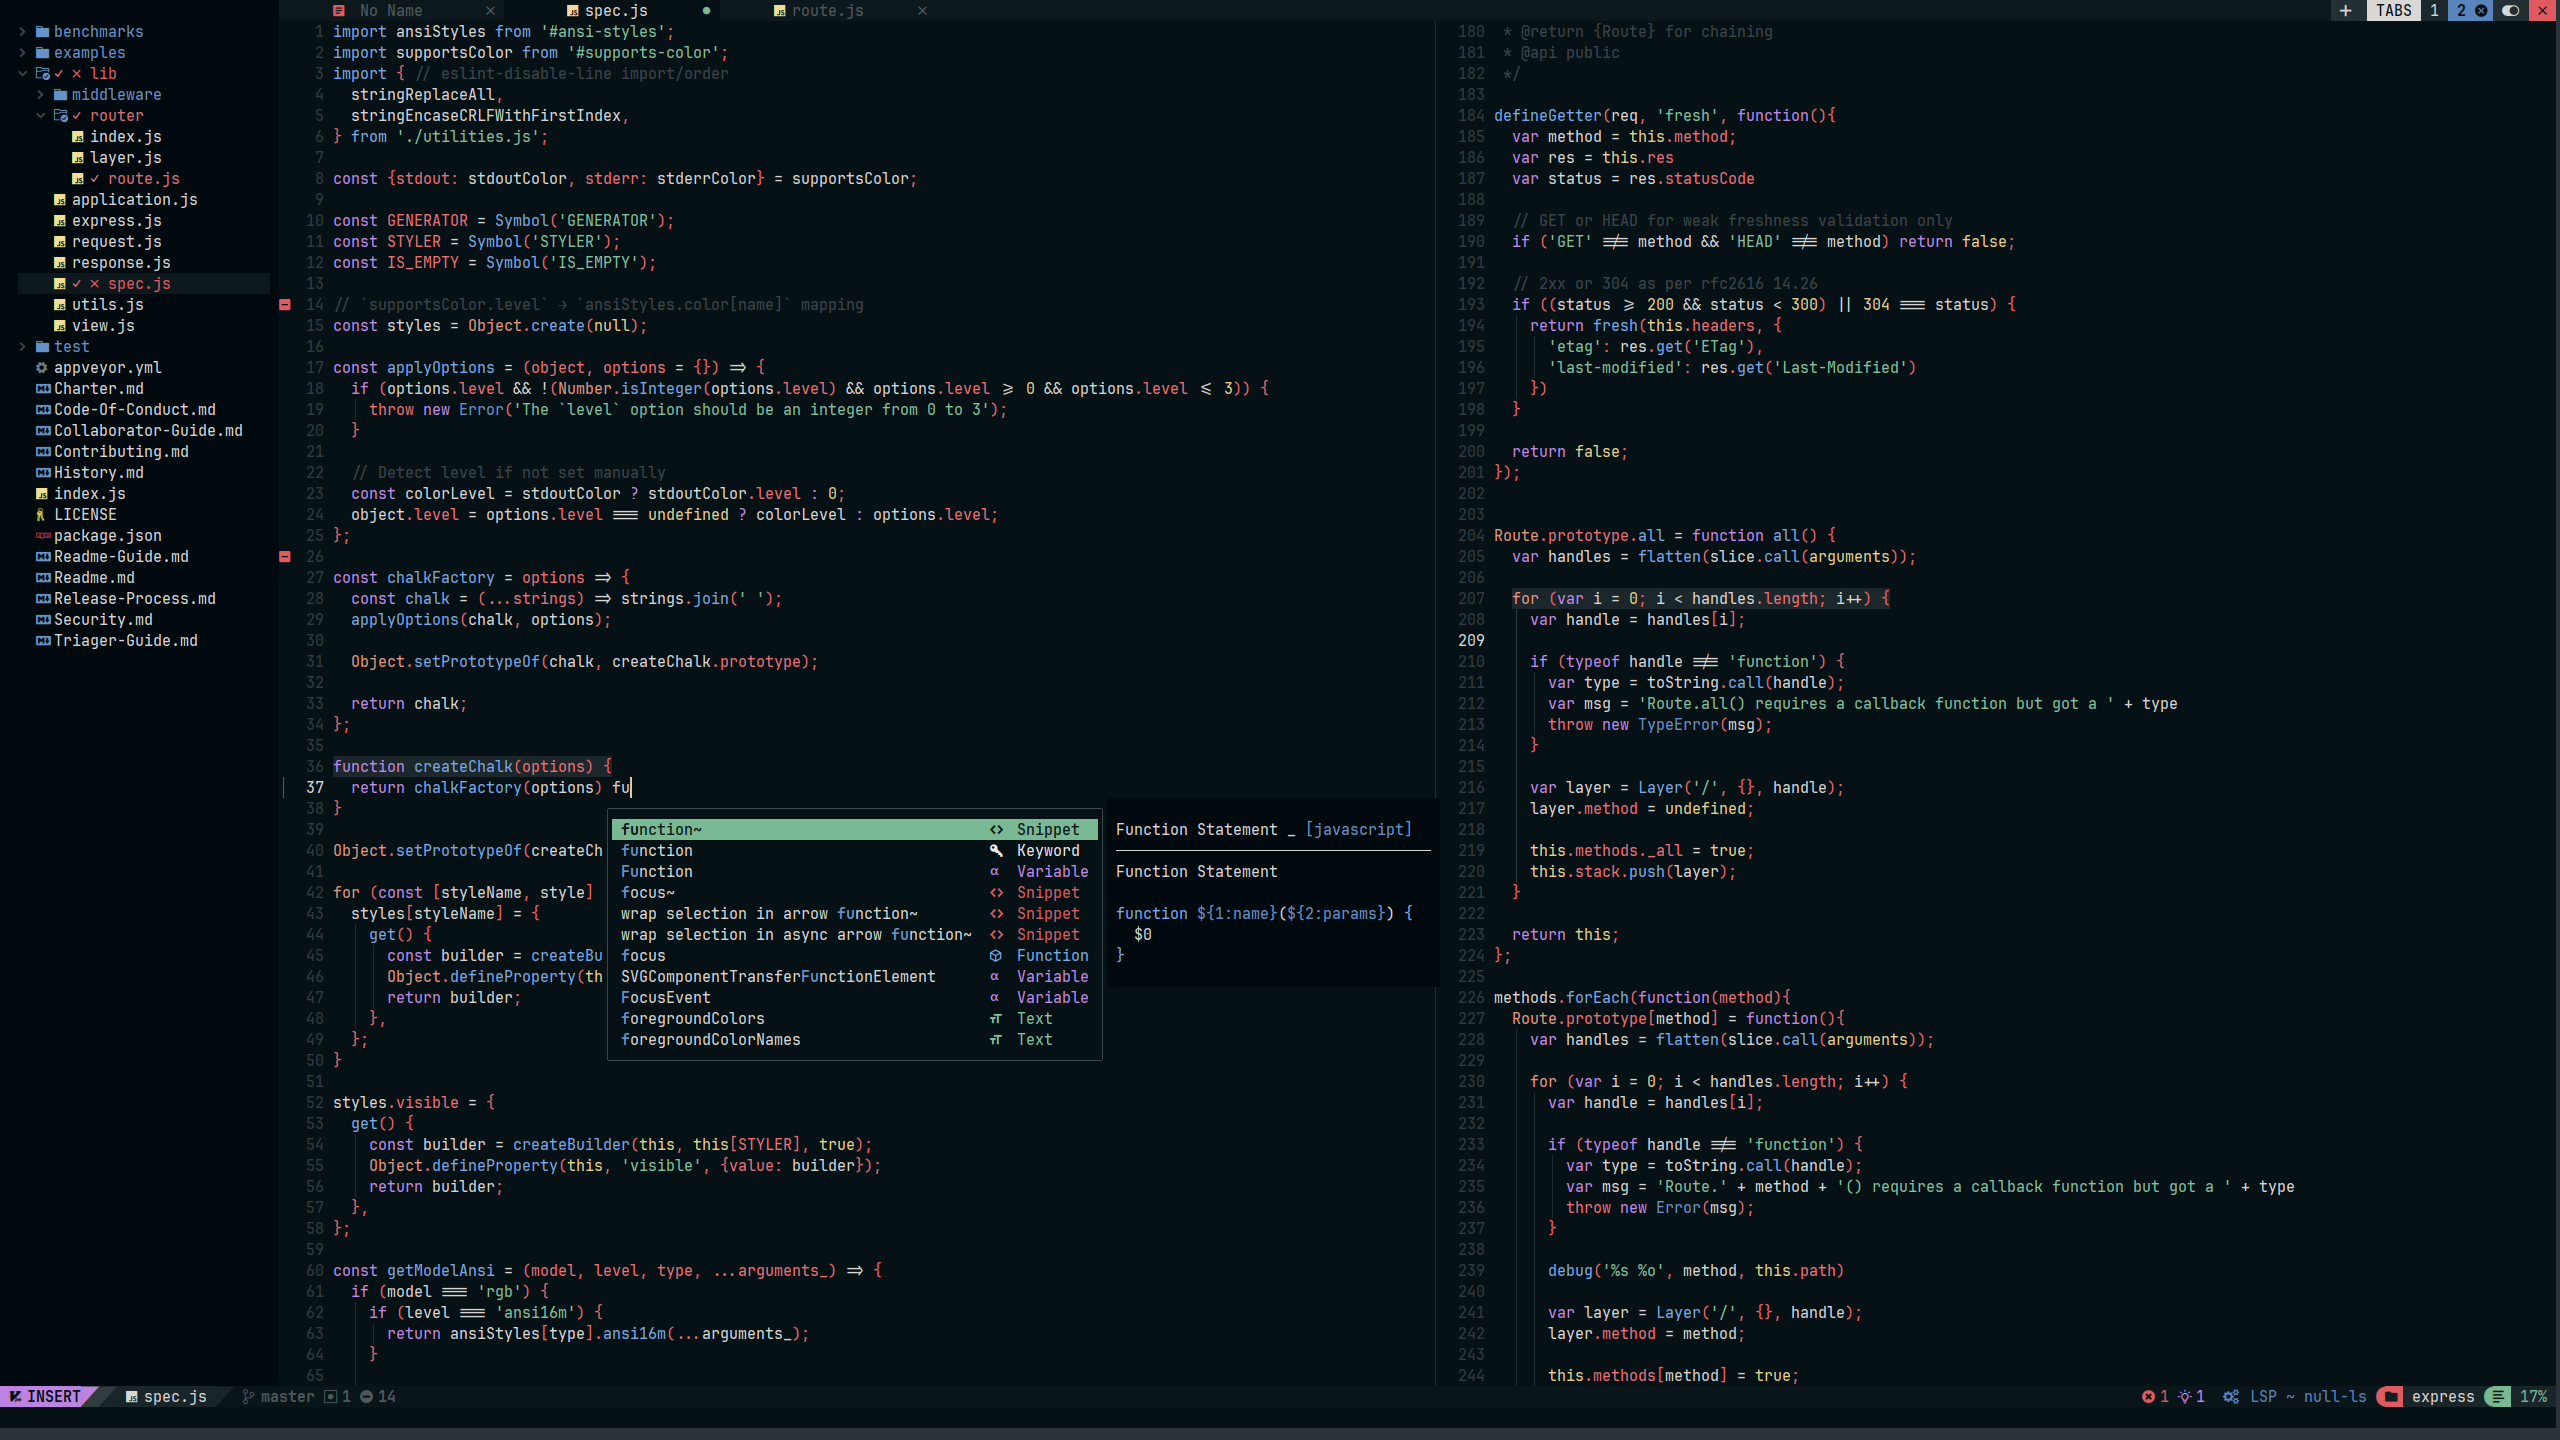 No Name
spec.js
route.js
TABS 1 2
benchmarks
examples
lib
middleware
router
index.js
layer.js
route.js
application.js
express.js
request.js
response.js
spec.js
utils.js
view.js
test
appveyor.yml
Charter.md
Code-Of-Conduct.md
Collaborator-Guide.md
Contributing.md
History.md
index.js
LICENSE
package.json
Readme-Guide.md
Readme.md
Release-Process.md
Security.md
Triager-Guide.md
1 import ansiStyles from '#ansi-styles';
2 import supportsColor from '#supports-color';
3 import { // eslint-disable-line import/order
4   stringReplaceAll,
5   stringEncaseCRLFWithFirstIndex,
6 } from './utilities.js';
7
8 const {stdout: stdoutColor, stderr: stderrColor} = supportsColor;
9
10 const GENERATOR = Symbol('GENERATOR');
11 const STYLER = Symbol('STYLER');
12 const IS_EMPTY = Symbol('IS_EMPTY');
13
14 // `supportsColor.level` → `ansiStyles.color[name]` mapping
15 const styles = Object.create(null);
16
17 const applyOptions = (object, options = {}) => {
18   if (options.level && !(Number.isInteger(options.level) && options.level >= 0 && options.level <= 3)) {
19     throw new Error('The `level` option should be an integer from 0 to 3');
20   }
21
22   // Detect level if not set manually
23   const colorLevel = stdoutColor ? stdoutColor.level : 0;
24   object.level = options.level === undefined ? colorLevel : options.level;
25 };
26
27 const chalkFactory = options => {
28   const chalk = (...strings) => strings.join(' ');
29   applyOptions(chalk, options);
30
31   Object.setPrototypeOf(chalk, createChalk.prototype);
32
33   return chalk;
34 };
35
36 function createChalk(options) {
37   return chalkFactory(options) fu
38 }
39
40 Object.setPrototypeOf(createCh
41
42 for (const [styleName, style]
43   styles[styleName] = {
44     get() {
45       const builder = createBu
46       Object.defineProperty(th
47       return builder;
48     },
49   };
50 }
51
52 styles.visible = {
53   get() {
54     const builder = createBuilder(this, this[STYLER], true);
55     Object.defineProperty(this, 'visible', {value: builder});
56     return builder;
57   },
58 };
59
60 const getModelAnsi = (model, level, type, ...arguments_) => {
61   if (model === 'rgb') {
62     if (level === 'ansi16m') {
63       return ansiStyles[type].ansi16m(...arguments_);
64     }
65
function~ Snippet
function Keyword
Function Variable
focus~ Snippet
wrap selection in arrow function~ Snippet
wrap selection in async arrow function~ Snippet
focus Function
SVGComponentTransferFunctionElement Variable
FocusEvent Variable
foregroundColors Text
foregroundColorNames Text
Function Statement _ [javascript]
Function Statement
function ${1:name}(${2:params}) {
  $0
}
180  * @return {Route} for chaining
181  * @api public
182  */
183
184 defineGetter(req, 'fresh', function(){
185   var method = this.method;
186   var res = this.res
187   var status = res.statusCode
188
189   // GET or HEAD for weak freshness validation only
190   if ('GET' !== method && 'HEAD' !== method) return false;
191
192   // 2xx or 304 as per rfc2616 14.26
193   if ((status >= 200 && status < 300) || 304 === status) {
194     return fresh(this.headers, {
195       'etag': res.get('ETag'),
196       'last-modified': res.get('Last-Modified')
197     })
198   }
199
200   return false;
201 });
202
203
204 Route.prototype.all = function all() {
205   var handles = flatten(slice.call(arguments));
206
207   for (var i = 0; i < handles.length; i++) {
208     var handle = handles[i];
209
210     if (typeof handle !== 'function') {
211       var type = toString.call(handle);
212       var msg = 'Route.all() requires a callback function but got a ' + type
213       throw new TypeError(msg);
214     }
215
216     var layer = Layer('/', {}, handle);
217     layer.method = undefined;
218
219     this.methods._all = true;
220     this.stack.push(layer);
221   }
222
223   return this;
224 };
225
226 methods.forEach(function(method){
227   Route.prototype[method] = function(){
228     var handles = flatten(slice.call(arguments));
229
230     for (var i = 0; i < handles.length; i++) {
231       var handle = handles[i];
232
233       if (typeof handle !== 'function') {
234         var type = toString.call(handle);
235         var msg = 'Route.' + method + '() requires a callback function but got a ' + type
236         throw new Error(msg);
237       }
238
239       debug('%s %o', method, this.path)
240
241       var layer = Layer('/', {}, handle);
242       layer.method = method;
243
244       this.methods[method] = true;
INSERT spec.js master 1 14
1 1 LSP ~ null-ls express 17%